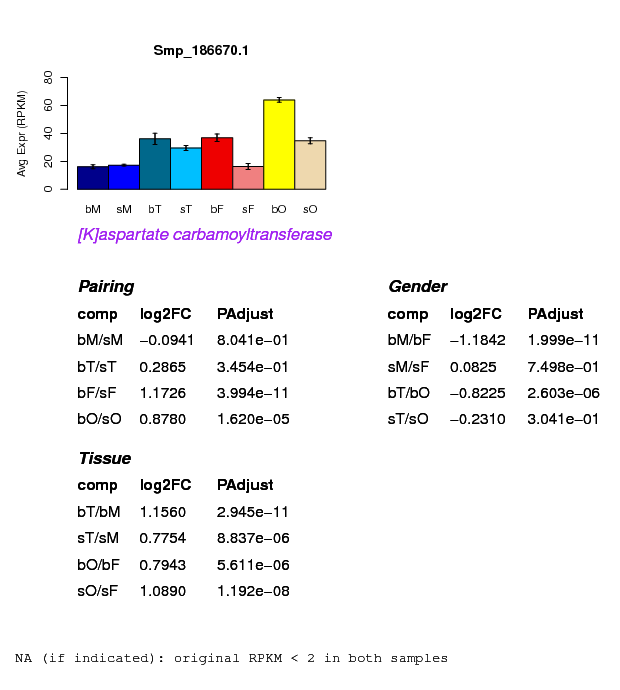 Smp_186670.1
Avg Expr (RPKM)
80
60
40
20
0
bM sM bT sT bF sF bO sO
[K]aspartate carbamoyltransferase
Pairing
comp log2FC PAdjust
bM/sM −0.0941 8.041e−01
bT/sT 0.2865 3.454e−01
bF/sF 1.1726 3.994e−11
bO/sO 0.8780 1.620e−05
Gender
comp log2FC PAdjust
bM/bF −1.1842 1.999e−11
sM/sF 0.0825 7.498e−01
bT/bO −0.8225 2.603e−06
sT/sO −0.2310 3.041e−01
Tissue
comp log2FC PAdjust
bT/bM 1.1560 2.945e−11
sT/sM 0.7754 8.837e−06
bO/bF 0.7943 5.611e−06
sO/sF 1.0890 1.192e−08
NA (if indicated): original RPKM < 2 in both samples